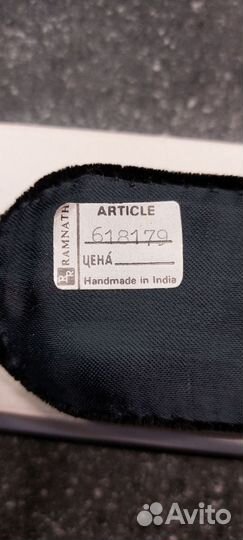 RAMNATH
ARTICLE
618179
ЦЕНА
Handmade in India
Avito